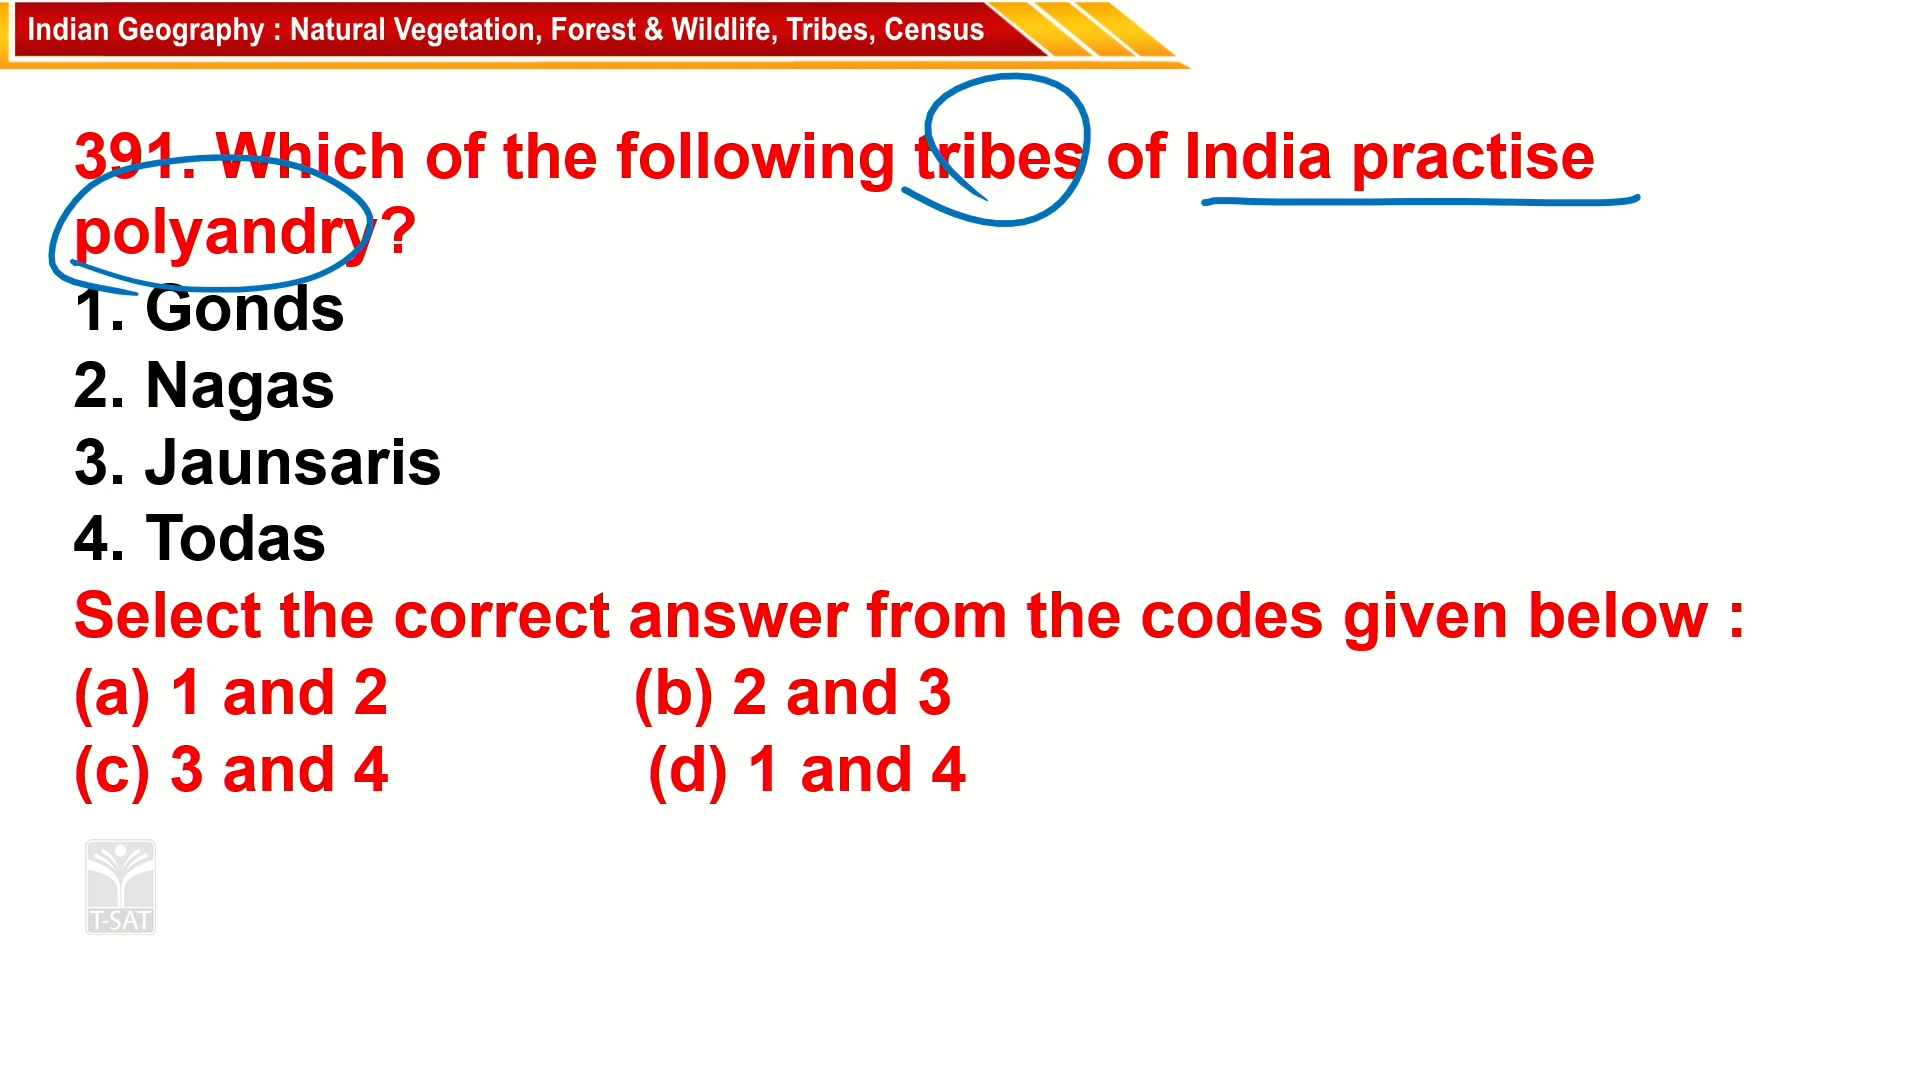 Indian Geography : Natural Vegetation, Forest & Wildlife, Tribes, Census
391. Which of the following tribes of India practise
polyandry?
1. Gonds
2. Nagas
3. Jaunsaris
4. Todas
Select the correct answer from the codes given below :
(a) 1 and 2 (b) 2 and 3
(c) 3 and 4 (d) 1 and 4
T-SAT